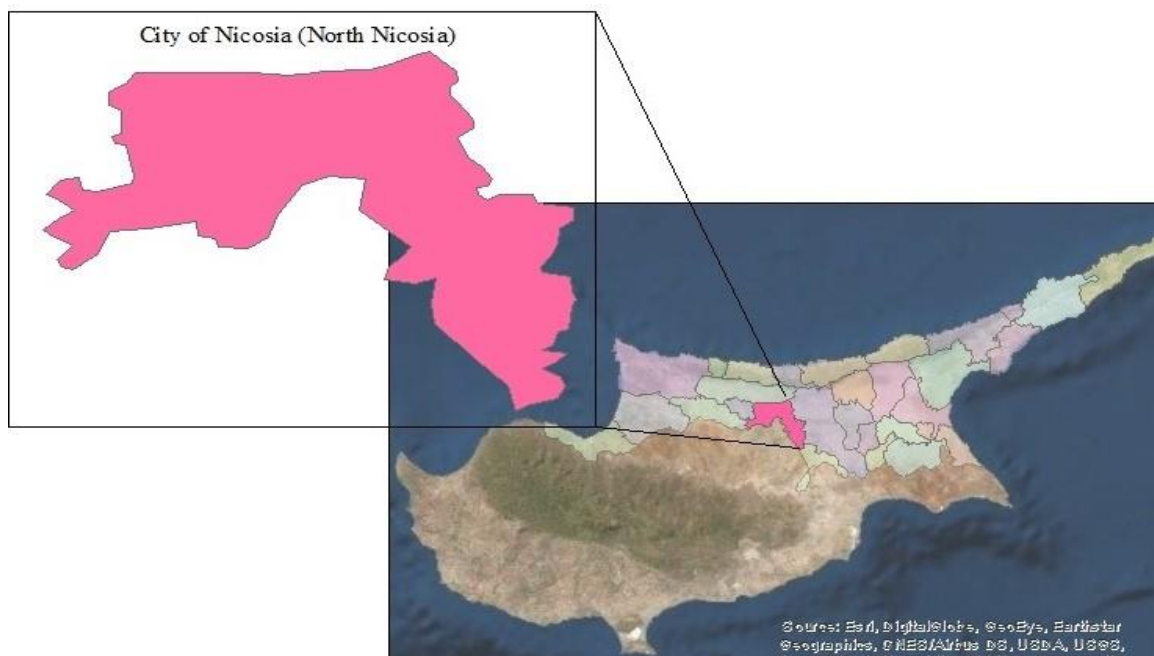 City of Nicosia (North Nicosia)
Source: Esri, DigitalGlobe, GeoEye, Earthstar
Geographics, CNES/Airbus DS, USDA, USGS,